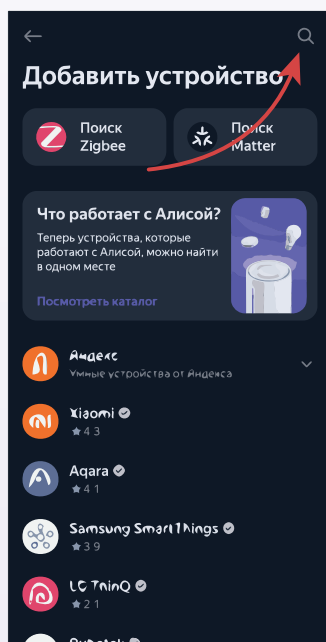 Добавить устройство
Поиск
Zigbee
Поиск
Matter
Что работает с Алисой?
Теперь устройства, которые
работают с Алисой, можно найти
в одном месте
Посмотреть каталог
Яндекс
Умные устройства от Яндекса
Xiaomi
4 3
Aqara
4 1
Samsung SmartThings
3 9
LG ThinQ
2 1